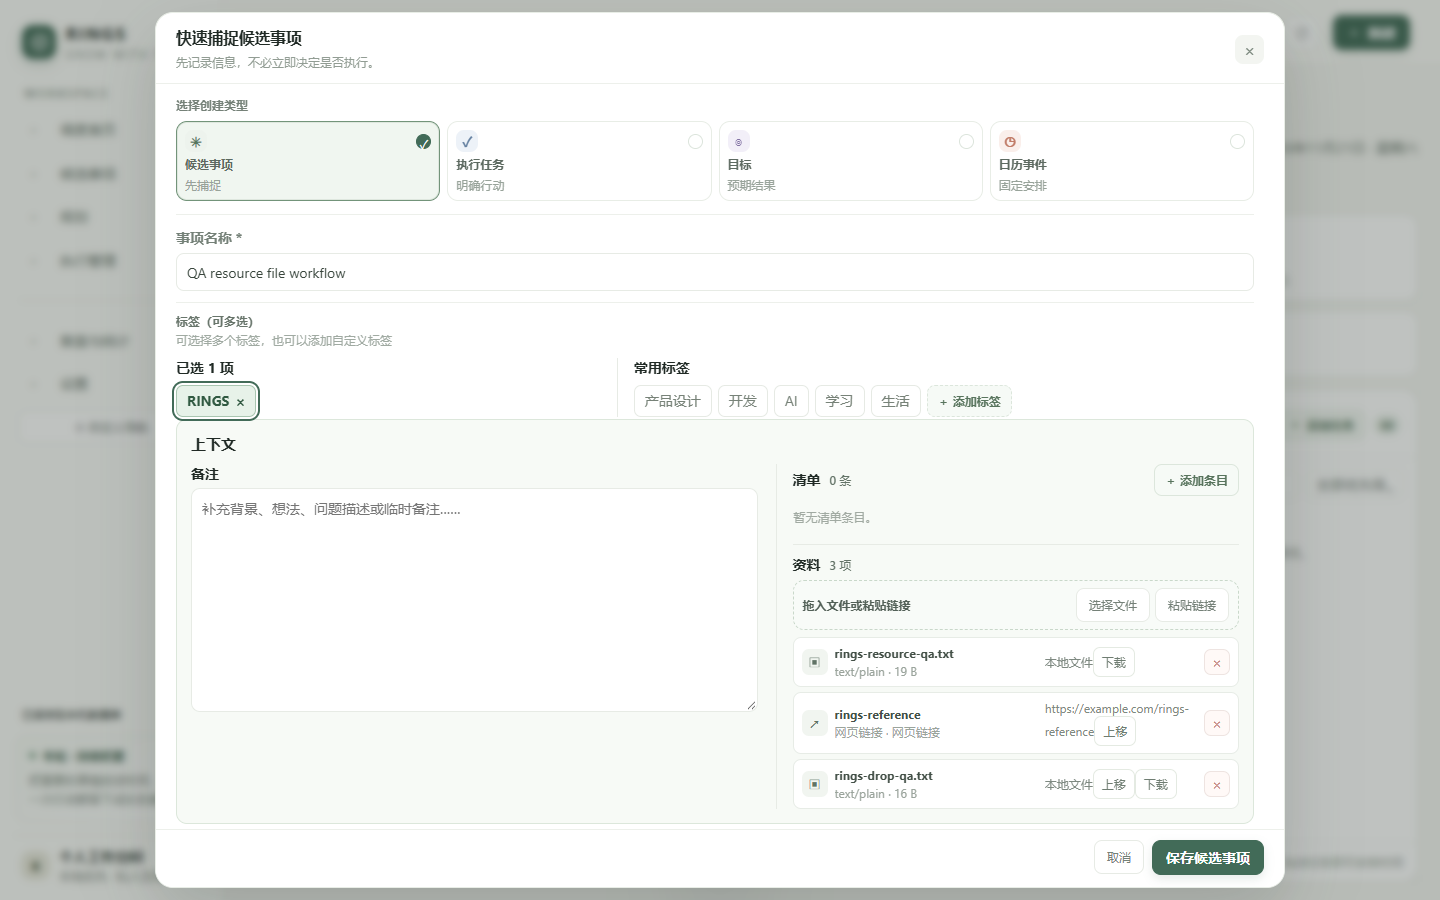 快速捕捉候选事项
先记录信息，不必立即决定是否执行。
×
选择创建类型
候选事项
先捕捉
执行任务
明确行动
目标
预期结果
日历事件
固定安排
事项名称 *
QA resource file workflow
标签（可多选）
可选择多个标签，也可以添加自定义标签
已选 1 项
RINGS ×
常用标签
产品设计
开发
AI
学习
生活
+ 添加标签
上下文
备注
补充背景、想法、问题描述或临时备注……
清单 0 条
+ 添加条目
暂无清单条目。
资料 3 项
拖入文件或粘贴链接
选择文件
粘贴链接
rings-resource-qa.txt
text/plain · 19 B
本地文件 下载
×
rings-reference
网页链接 · 网页链接
https://example.com/rings-
reference 上移
×
rings-drop-qa.txt
text/plain · 16 B
本地文件 上移 下载
×
取消
保存候选事项